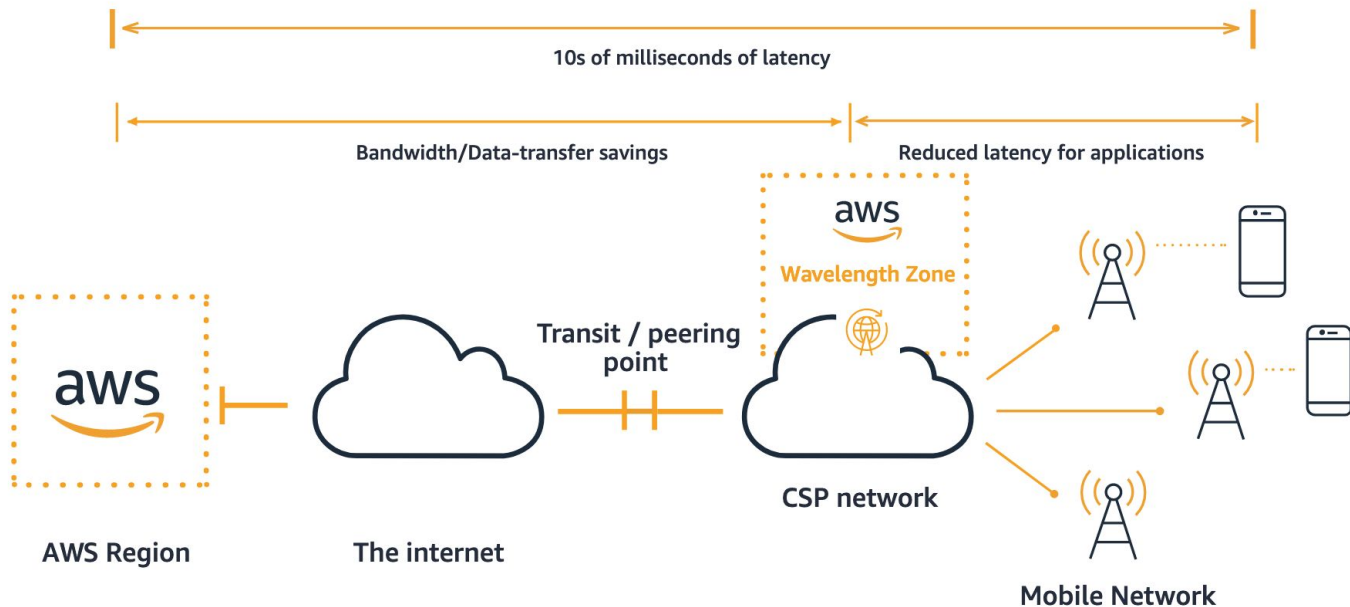 10s of milliseconds of latency
Bandwidth/Data-transfer savings
Reduced latency for applications
aws
Wavelength Zone
Transit / peering
point
aws
CSP network
AWS Region
The internet
Mobile Network